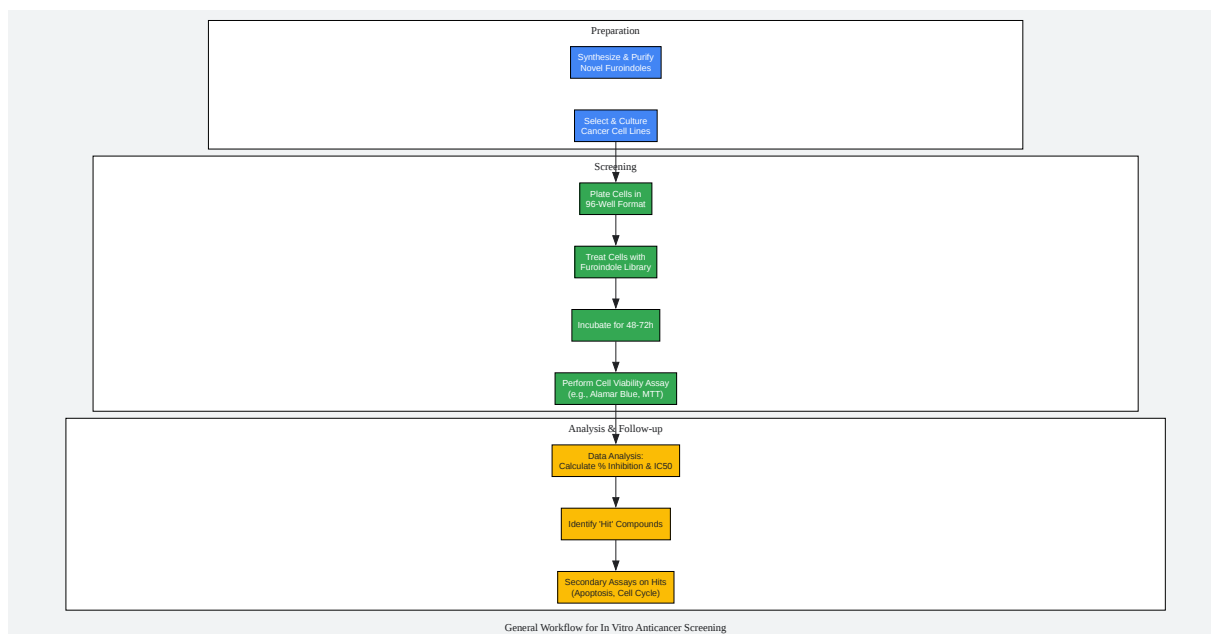 Preparation
Synthesize & Purify
Novel Furoindoles
Select & Culture
Cancer Cell Lines
Screening
Plate Cells in
96-Well Format
Treat Cells with
Furoindole Library
Incubate for 48-72h
Perform Cell Viability Assay
(e.g., Alamar Blue, MTT)
Analysis & Follow-up
Data Analysis:
Calculate % Inhibition & IC50
Identify 'Hit' Compounds
Secondary Assays on Hits
(Apoptosis, Cell Cycle)
General Workflow for In Vitro Anticancer Screening